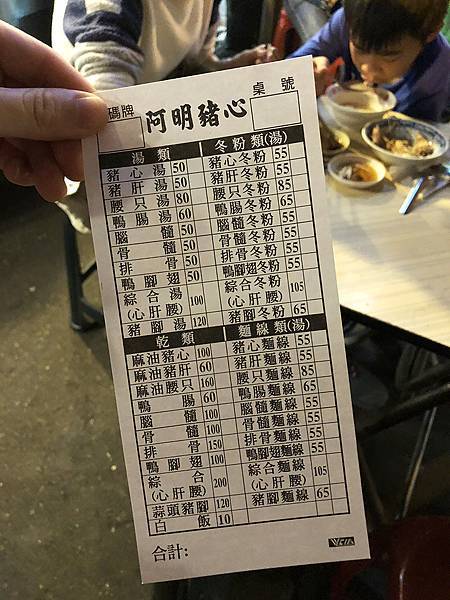 碼牌
阿明豬心
桌號
湯類
豬心湯 50
豬肝湯 50
腰只湯 80
鴨腸湯 60
腦髓 50
骨髓 50
排骨 50
鴨腳翅 50
綜合湯
(心肝腰) 100
豬腳湯 120
冬粉類(湯)
豬心冬粉 55
豬肝冬粉 55
腰只冬粉 85
鴨腸冬粉 65
腦髓冬粉 55
骨髓冬粉 55
排骨冬粉 55
鴨腳翅冬粉 55
綜合冬粉
(心肝腰) 105
豬腳冬粉 65
乾類
麻油豬心 100
麻油豬肝 60
麻油腰只 160
鴨腸 60
腦髓 100
骨髓 100
排骨 150
鴨腳翅 100
綜合
(心肝腰) 200
蒜頭豬腳 120
白飯 10
麵線類(湯)
豬心麵線 55
豬肝麵線 55
腰只麵線 85
鴨腸麵線 65
腦髓麵線 55
骨髓麵線 55
排骨麵線 55
鴨腳翅麵線 55
綜合麵線
(心肝腰) 105
豬腳麵線 65
合計: